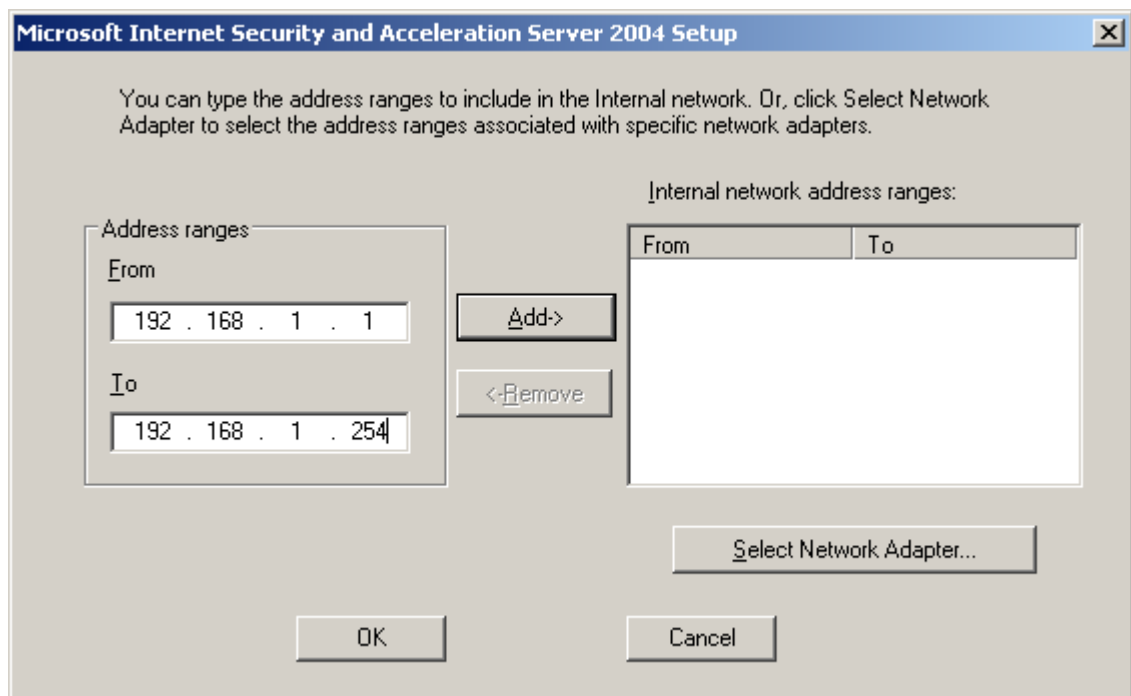 Microsoft Internet Security and Acceleration Server 2004 Setup
You can type the address ranges to include in the Internal network. Or, click Select Network
Adapter to select the address ranges associated with specific network adapters.
Internal network address ranges:
Address ranges
From To
From
192 . 168 . 1 . 1
Add->
To
<-Remove
192 . 168 . 1 . 254
Select Network Adapter...
OK Cancel